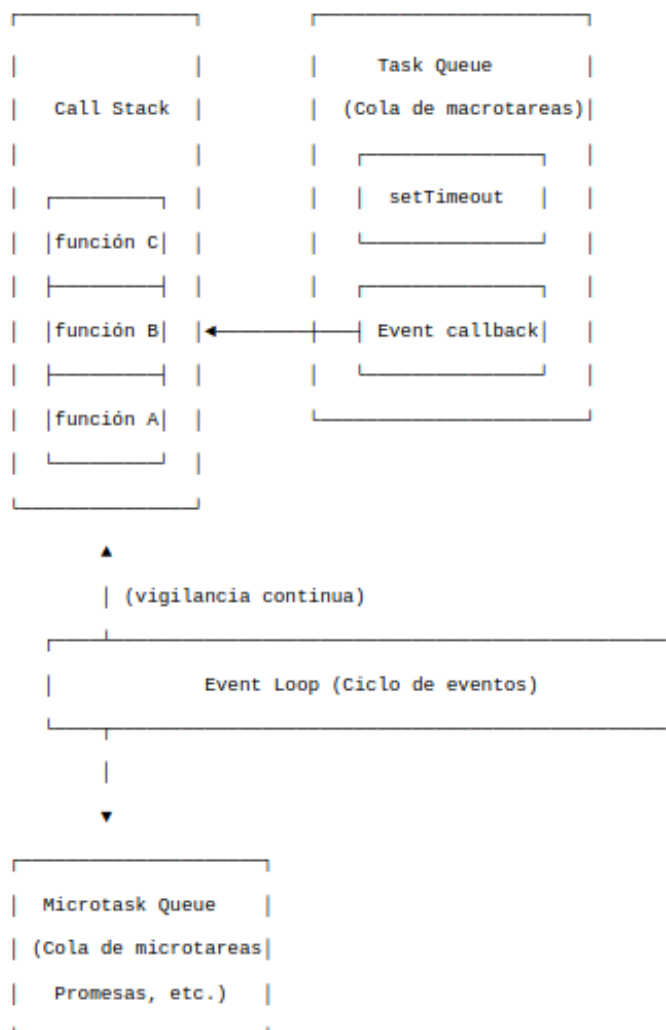 Call Stack
función C
función B
función A
Task Queue
(Cola de macrotareas)
setTimeout
Event callback
(vigilancia continua)
Event Loop (Ciclo de eventos)
Microtask Queue
(Cola de microtareas
Promesas, etc.)